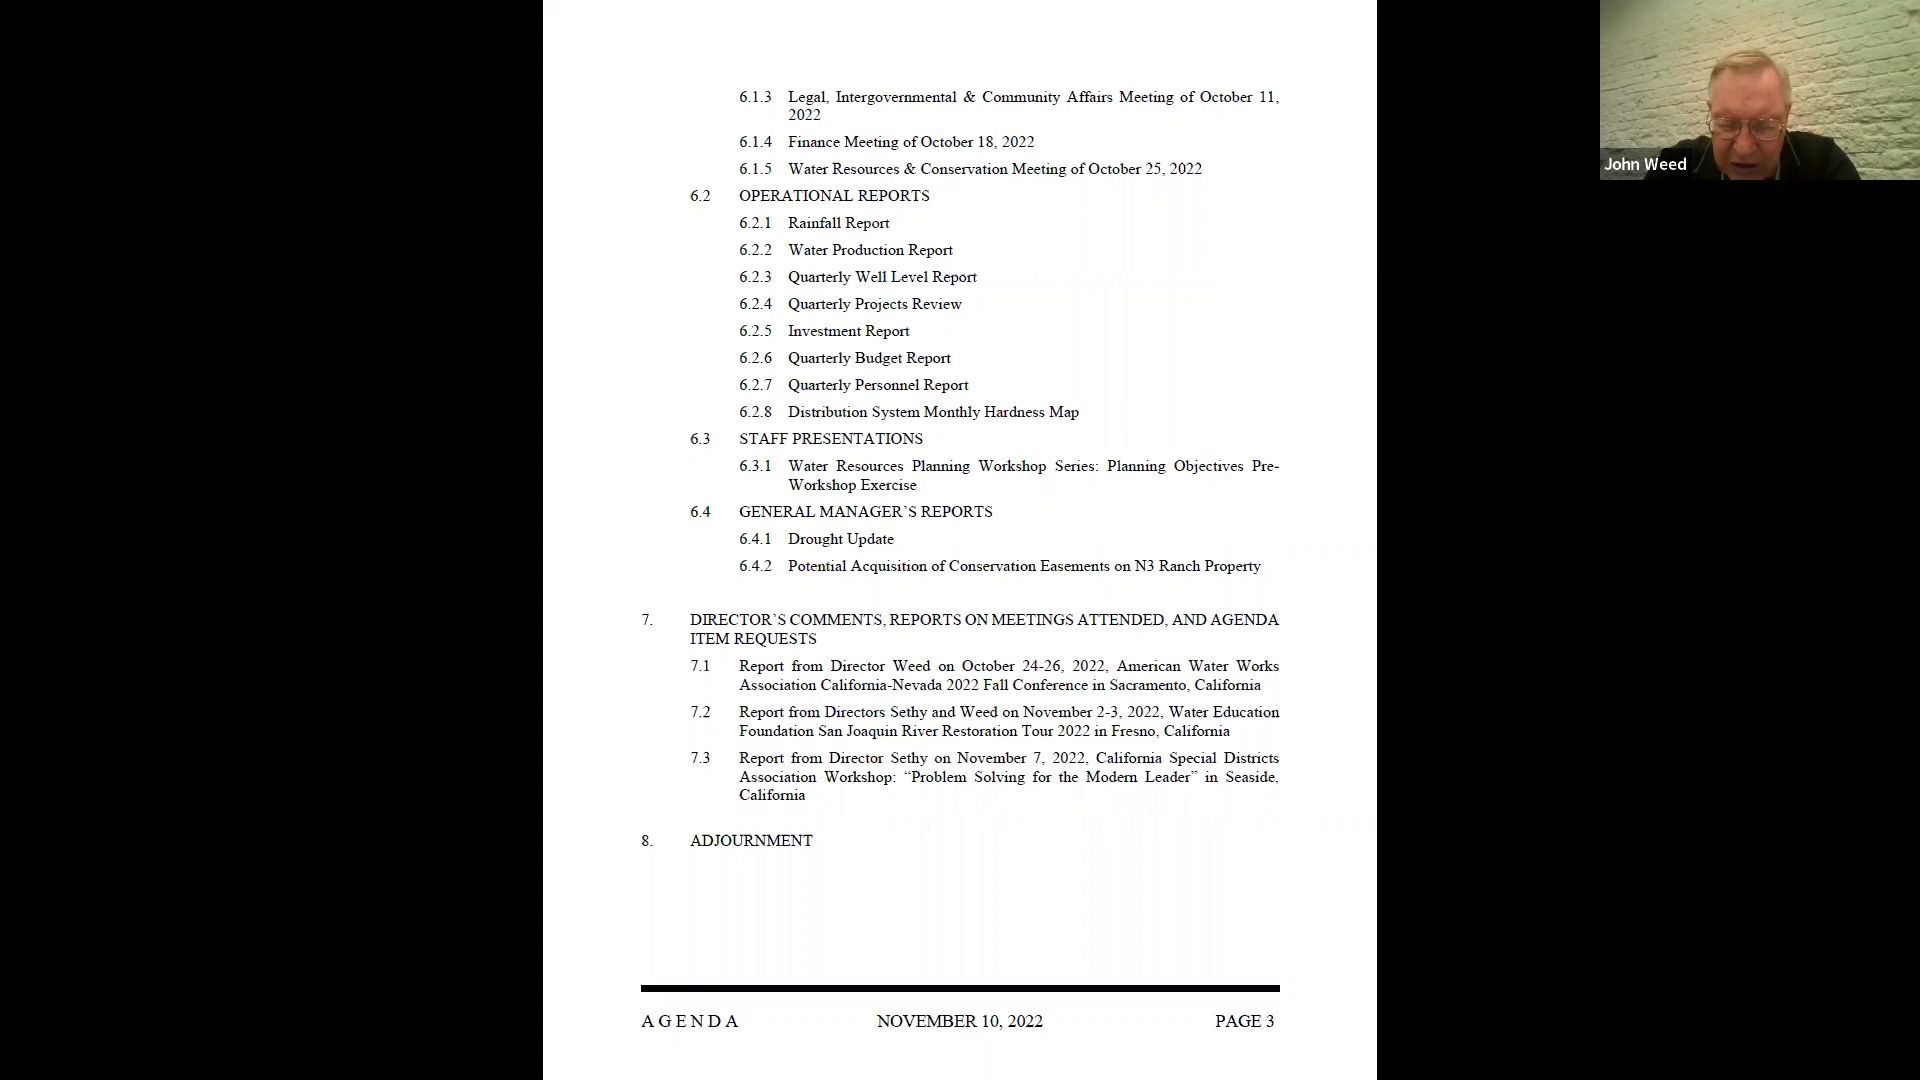 6.1.3 Legal, Intergovernmental & Community Affairs Meeting of October 11,
2022
6.1.4 Finance Meeting of October 18, 2022
6.1.5 Water Resources & Conservation Meeting of October 25, 2022
6.2 OPERATIONAL REPORTS
6.2.1 Rainfall Report
6.2.2 Water Production Report
6.2.3 Quarterly Well Level Report
6.2.4 Quarterly Projects Review
6.2.5 Investment Report
6.2.6 Quarterly Budget Report
6.2.7 Quarterly Personnel Report
6.2.8 Distribution System Monthly Hardness Map
6.3 STAFF PRESENTATIONS
6.3.1 Water Resources Planning Workshop Series: Planning Objectives Pre-
Workshop Exercise
6.4 GENERAL MANAGER’S REPORTS
6.4.1 Drought Update
6.4.2 Potential Acquisition of Conservation Easements on N3 Ranch Property
7. DIRECTOR’S COMMENTS, REPORTS ON MEETINGS ATTENDED, AND AGENDA
ITEM REQUESTS
7.1 Report from Director Weed on October 24-26, 2022, American Water Works
Association California-Nevada 2022 Fall Conference in Sacramento, California
7.2 Report from Directors Sethy and Weed on November 2-3, 2022, Water Education
Foundation San Joaquin River Restoration Tour 2022 in Fresno, California
7.3 Report from Director Sethy on November 7, 2022, California Special Districts
Association Workshop: “Problem Solving for the Modern Leader” in Seaside,
California
8. ADJOURNMENT
AGENDA NOVEMBER 10, 2022 PAGE 3
John Weed